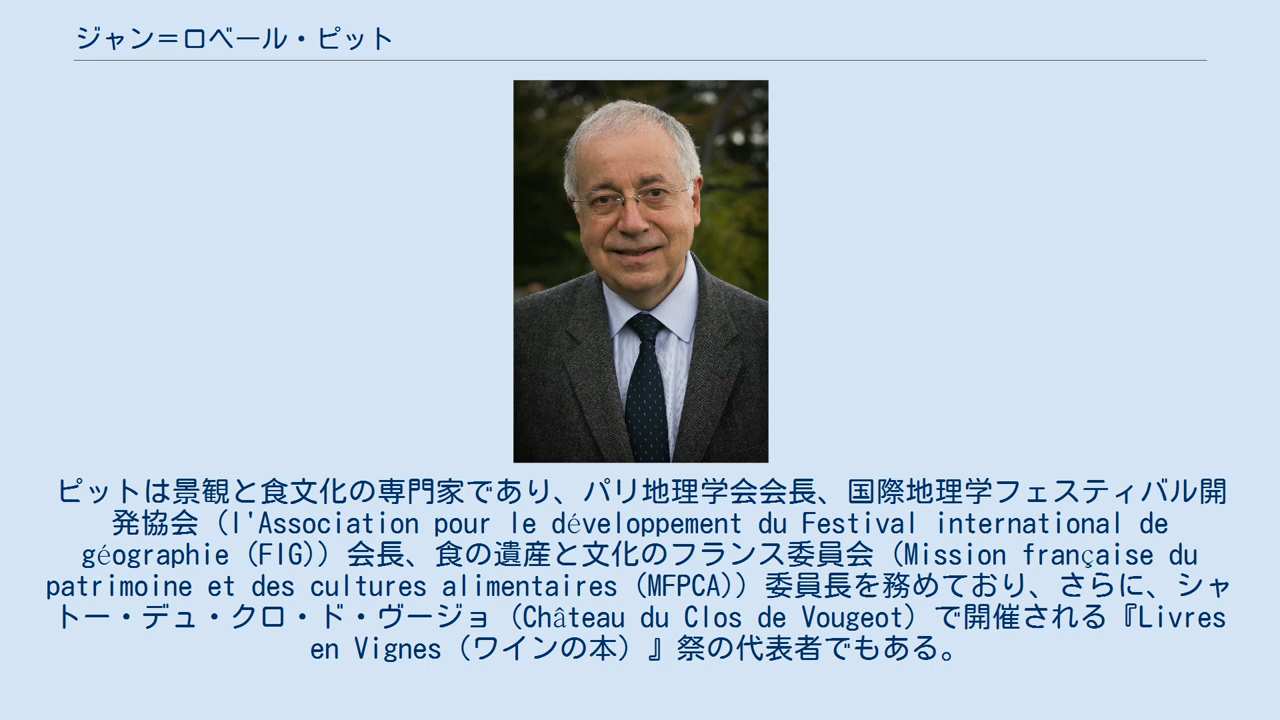 ジャン＝ロベール・ピット
ピットは景観と食文化の専門家であり、パリ地理学会会長、国際地理学フェスティバル開
発協会（l'Association pour le développement du Festival international de
géographie（FIG））会長、食の遺産と文化のフランス委員会（Mission française du
patrimoine et des cultures alimentaires（MFPCA））委員長を務めており、さらに、シャ
トー・デュ・クロ・ド・ヴージョ（Château du Clos de Vougeot）で開催される『Livres
en Vignes（ワインの本）』祭の代表者でもある。